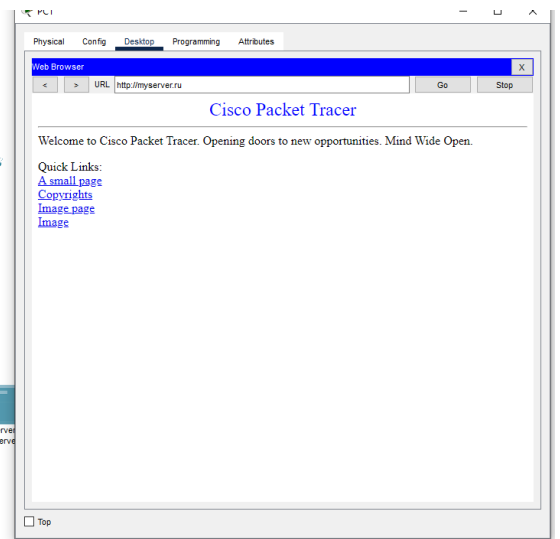 PC1
Physical Config Desktop Programming Attributes
Web Browser
X
< > URL http://myserver.ru Go Stop
Cisco Packet Tracer
Welcome to Cisco Packet Tracer. Opening doors to new opportunities. Mind Wide Open.
Quick Links:
A small page
Copyrights
Image page
Image
Top